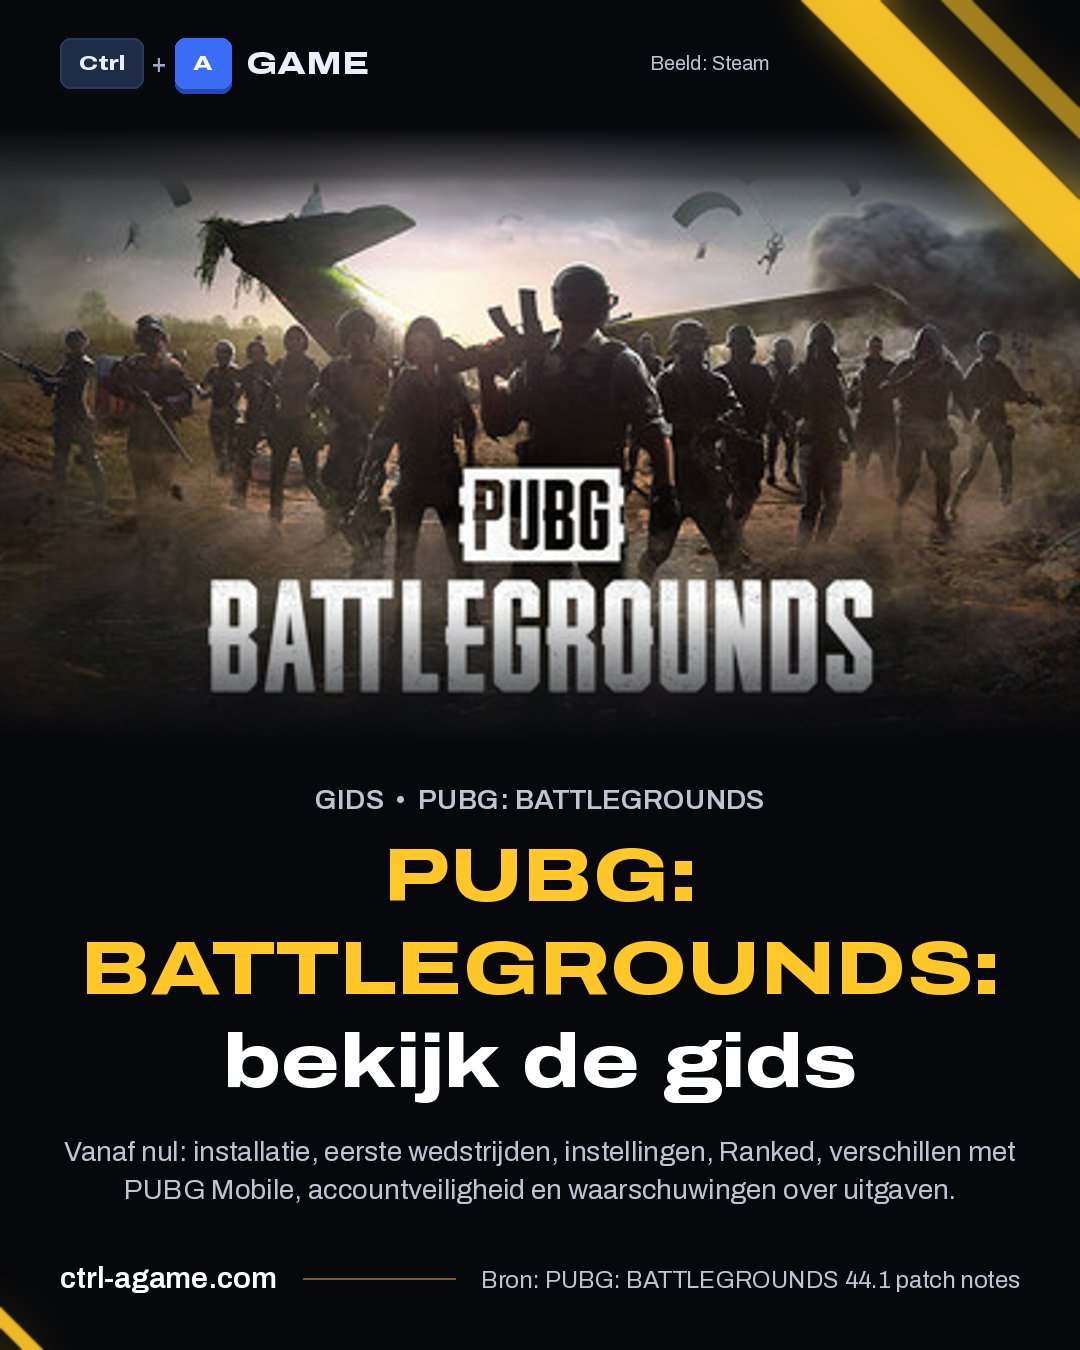 Ctrl + A GAME
Beeld: Steam
PUBG
BATTLEGROUNDS
GIDS • PUBG: BATTLEGROUNDS
PUBG:
BATTLEGROUNDS:
bekijk de gids
Vanaf nul: installatie, eerste wedstrijden, instellingen, Ranked, verschillen met
PUBG Mobile, accountveiligheid en waarschuwingen over uitgaven.
ctrl-agame.com
Bron: PUBG: BATTLEGROUNDS 44.1 patch notes